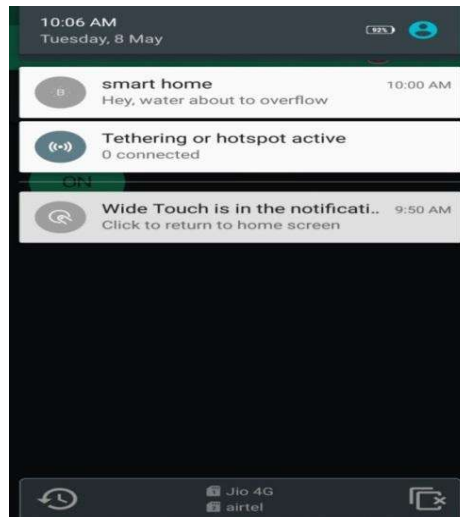 10:06 AM
Tuesday, 8 May
92%
B
smart home 10:00 AM
Hey, water about to overflow
Tethering or hotspot active
0 connected
ON
Wide Touch is in the notificati.. 9:50 AM
Click to return to home screen
Jio 4G
airtel